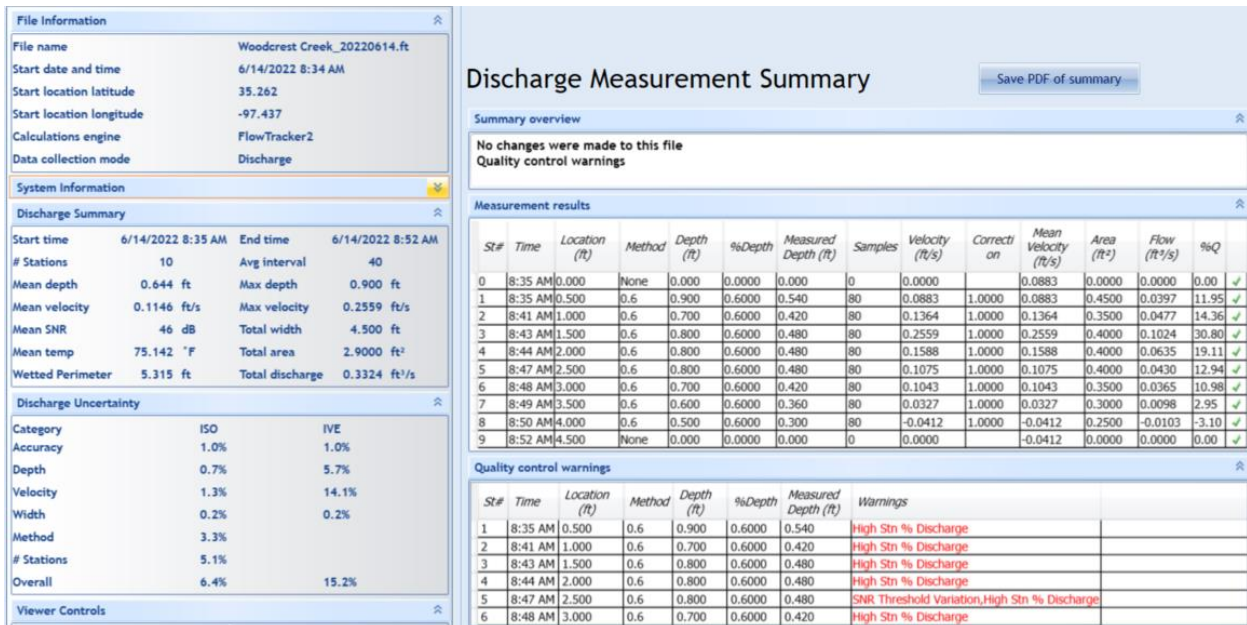 File Information
File name Woodcrest Creek_20220614.ft
Start date and time 6/14/2022 8:34 AM
Start location latitude 35.262
Start location longitude -97.437
Calculations engine FlowTracker2
Data collection mode Discharge
System Information
Discharge Summary
Start time 6/14/2022 8:35 AM End time 6/14/2022 8:52 AM
# Stations 10 Avg interval 40
Mean depth 0.644 ft Max depth 0.900 ft
Mean velocity 0.1146 ft/s Max velocity 0.2559 ft/s
Mean SNR 46 dB Total width 4.500 ft
Mean temp 75.142 °F Total area 2.9000 ft²
Wetted Perimeter 5.315 ft Total discharge 0.3324 ft³/s
Discharge Uncertainty
Category ISO IVE
Accuracy 1.0% 1.0%
Depth 0.7% 5.7%
Velocity 1.3% 14.1%
Width 0.2% 0.2%
Method 3.3%
# Stations 5.1%
Overall 6.4% 15.2%
Viewer Controls
Discharge Measurement Summary
Save PDF of summary
Summary overview
No changes were made to this file
Quality control warnings
Measurement results
St# Time Location (ft) Method Depth (ft) %Depth Measured Depth (ft) Samples Velocity (ft/s) Correcti on Mean Velocity (ft/s) Area (ft²) Flow (ft³/s) %Q
0 8:35 AM 0.000 None 0.000 0.0000 0.000 0 0.0000 0.0883 0.0000 0.0000 0.00 ✓
1 8:35 AM 0.500 0.6 0.900 0.6000 0.540 80 0.0883 1.0000 0.0883 0.4500 0.0397 11.95 ✓
2 8:41 AM 1.000 0.6 0.700 0.6000 0.420 80 0.1364 1.0000 0.1364 0.3500 0.0477 14.36 ✓
3 8:43 AM 1.500 0.6 0.800 0.6000 0.480 80 0.2559 1.0000 0.2559 0.4000 0.1024 30.80 ✓
4 8:44 AM 2.000 0.6 0.800 0.6000 0.480 80 0.1588 1.0000 0.1588 0.4000 0.0635 19.11 ✓
5 8:47 AM 2.500 0.6 0.800 0.6000 0.480 80 0.1075 1.0000 0.1075 0.4000 0.0430 12.94 ✓
6 8:48 AM 3.000 0.6 0.700 0.6000 0.420 80 0.1043 1.0000 0.1043 0.3500 0.0365 10.98 ✓
7 8:49 AM 3.500 0.6 0.600 0.6000 0.360 80 0.0327 1.0000 0.0327 0.3000 0.0098 2.95 ✓
8 8:50 AM 4.000 0.6 0.500 0.6000 0.300 80 -0.0412 1.0000 -0.0412 0.2500 -0.0103 -3.10 ✓
9 8:52 AM 4.500 None 0.000 0.0000 0.000 0 0.0000 -0.0412 0.0000 0.0000 0.00 ✓
Quality control warnings
St# Time Location (ft) Method Depth (ft) %Depth Measured Depth (ft) Warnings
1 8:35 AM 0.500 0.6 0.900 0.6000 0.540 High Stn % Discharge
2 8:41 AM 1.000 0.6 0.700 0.6000 0.420 High Stn % Discharge
3 8:43 AM 1.500 0.6 0.800 0.6000 0.480 High Stn % Discharge
4 8:44 AM 2.000 0.6 0.800 0.6000 0.480 High Stn % Discharge
5 8:47 AM 2.500 0.6 0.800 0.6000 0.480 SNR Threshold Variation,High Stn % Discharge
6 8:48 AM 3.000 0.6 0.700 0.6000 0.420 High Stn % Discharge